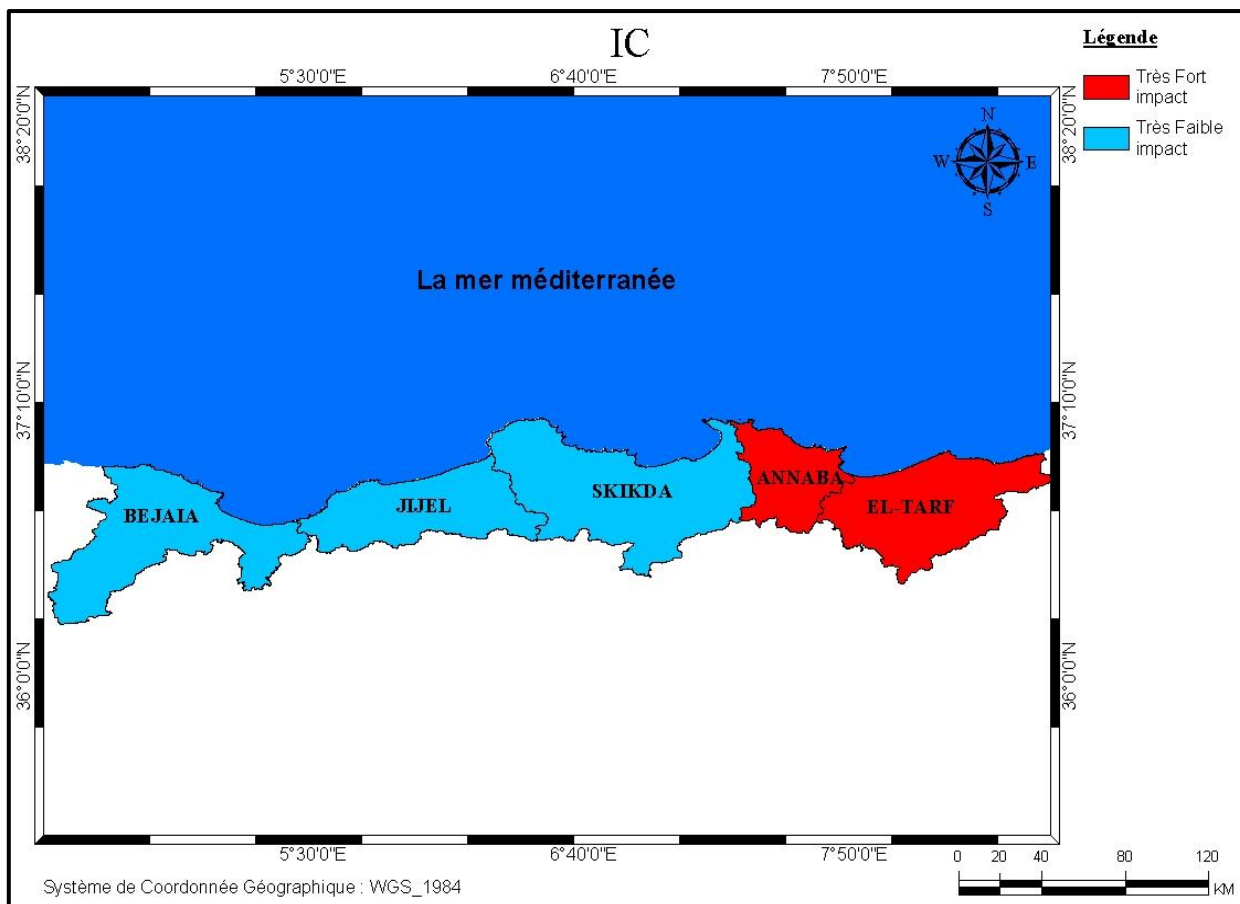 IC
Légende
Très Fort
impact
Très Faible
impact
5°30'0"E 6°40'0"E 7°50'0"E
38°20'0"N
38°20'0"N
N
W E
S
La mer méditerranée
37°10'0"N
37°10'0"N
BEJAIA
JIJEL
SKIKDA
ANNABA
EL-TARF
36°0'0"N
36°0'0"N
5°30'0"E 6°40'0"E 7°50'0"E
Système de Coordonnée Géographique : WGS_1984
0 20 40 80 120
KM